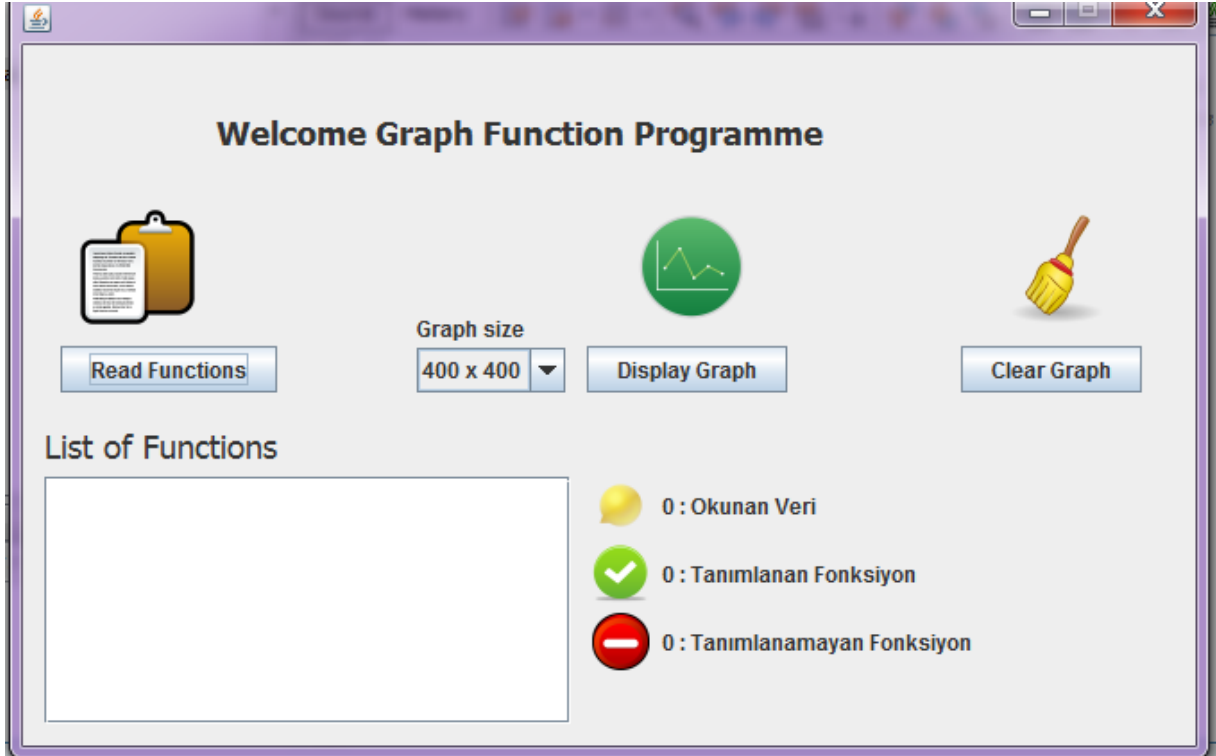 Welcome Graph Function Programme
Graph size
Read Functions
400 x 400
Display Graph
Clear Graph
List of Functions
0 : Okunan Veri
0 : Tanımlanan Fonksiyon
0 : Tanımlanamayan Fonksiyon